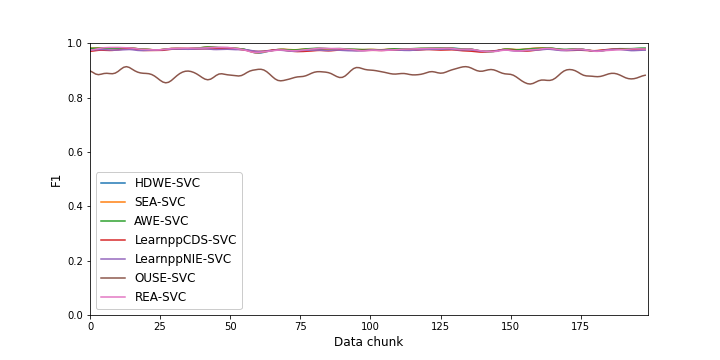 1.0
0.8
0.6
0.4
0.2
0.0
F1
HDWE-SVC
SEA-SVC
AWE-SVC
LearnppCDS-SVC
LearnppNIE-SVC
OUSE-SVC
REA-SVC
0 25 50 75 100 125 150 175
Data chunk